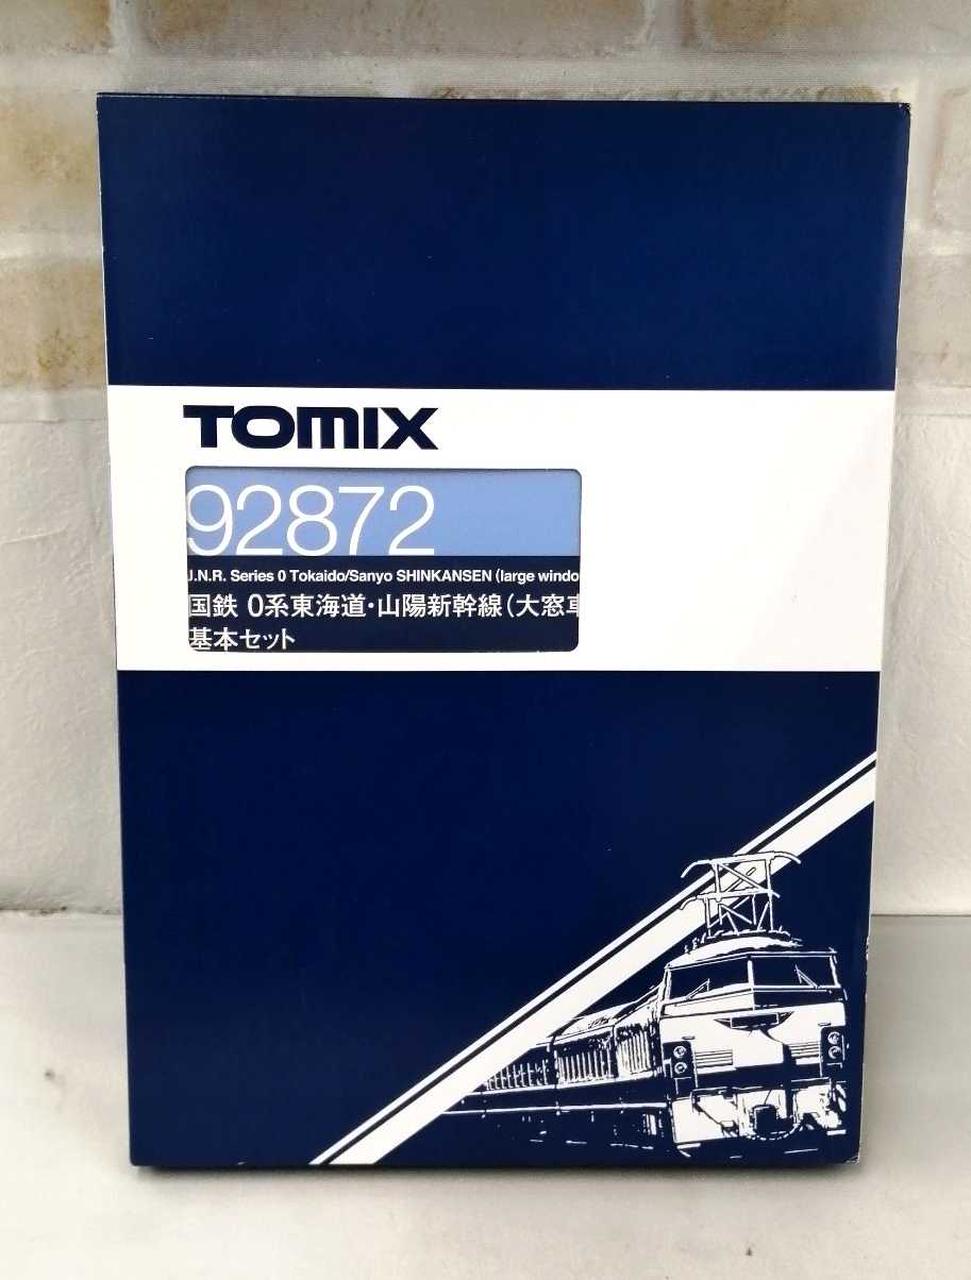 TOMIX
92872
J.N.R. Series 0 Tokaido/Sanyo SHINKANSEN (large windo
国鉄 0系東海道・山陽新幹線(大窓車
基本セット